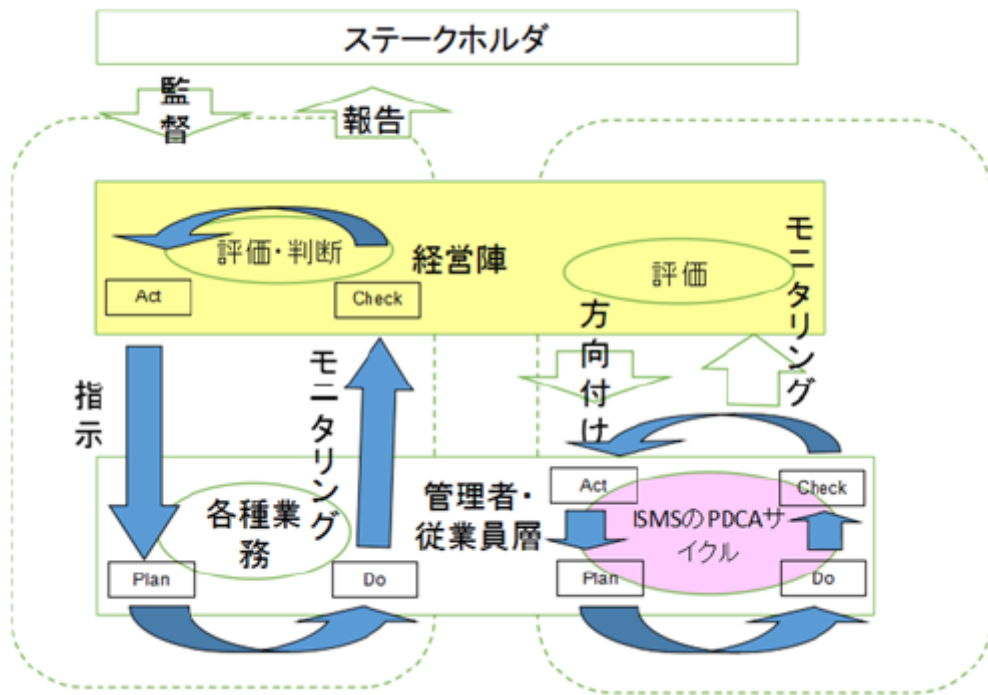 ステークホルダ
監督
報告
評価・判断
経営陣
評価
モニタリング
Act
Check
方向付け
指示
モニタリング
各種業
務
管理者・
従業員層
Act
Check
ISMSのPDCAサ
イクル
Plan
Do
Plan
Do